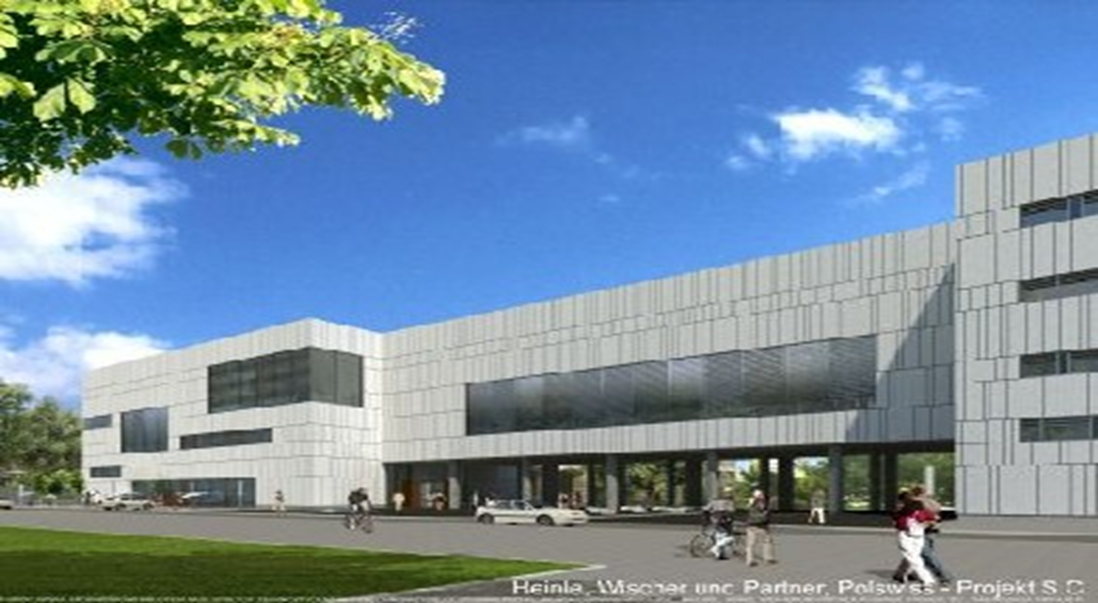 Heinle, Wischer und Partner, Polswiss - Projekt S.C.